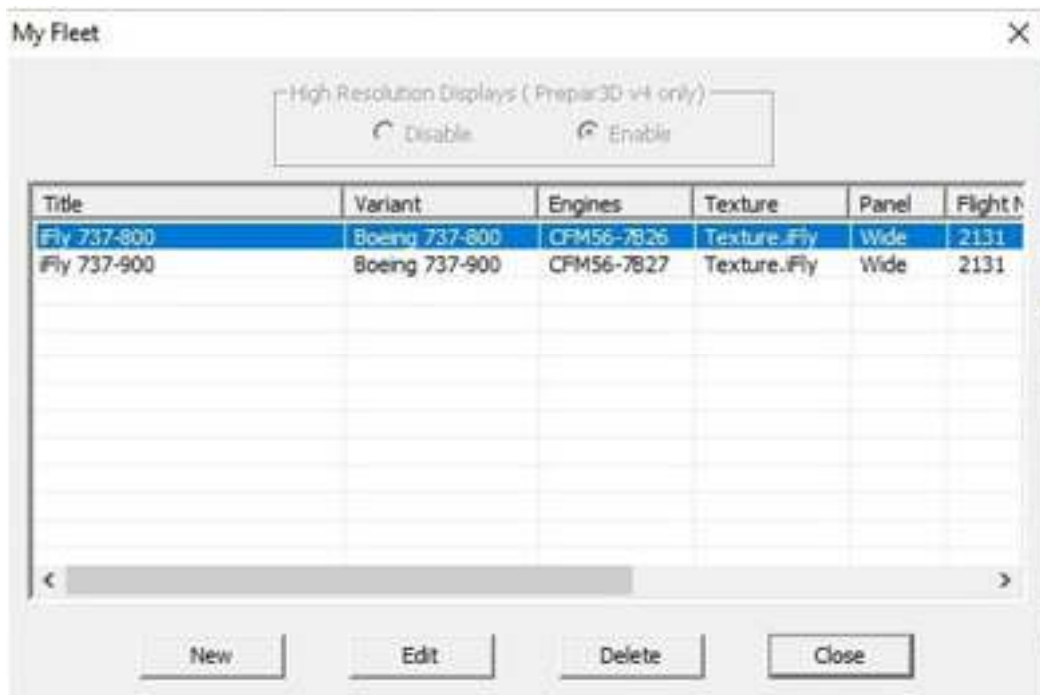 My Fleet
High Resolution Displays ( Prepar3D v4 only)
Disable Enable
Title Variant Engines Texture Panel Flight N
iFly 737-800 Boeing 737-800 CFM56-7B26 Texture.iFly Wide 2131
iFly 737-900 Boeing 737-900 CFM56-7B27 Texture.iFly Wide 2131
New Edit Delete Close